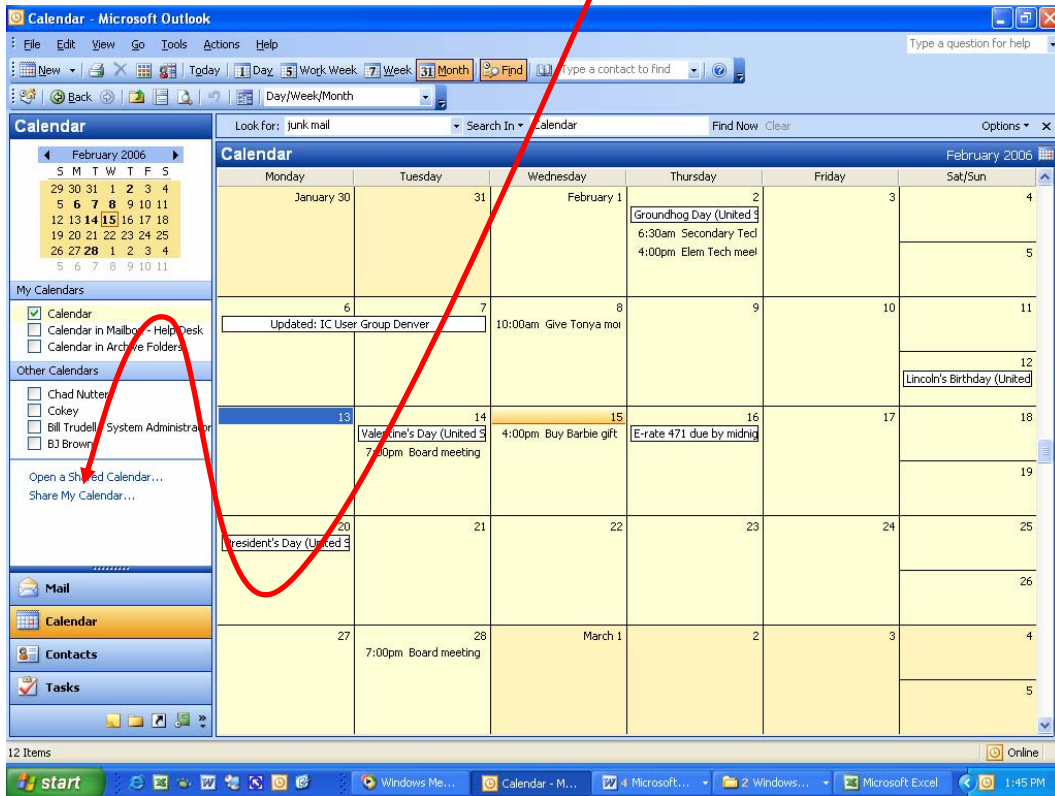 Calendar - Microsoft Outlook
File Edit View Go Tools Actions Help
Type a question for help
New Today 1 Day 5 Work Week 7 Week 31 Month Find Type a contact to find
Back Day/Week/Month
Calendar
Look for: junk mail Search In Calendar Find Now Clear Options x
February 2006
S M T W T F S
29 30 31 1 2 3 4
5 6 7 8 9 10 11
12 13 14 15 16 17 18
19 20 21 22 23 24 25
26 27 28 1 2 3 4
5 6 7 8 9 10 11
My Calendars
Calendar
Calendar in Mailbox - Help Desk
Calendar in Archive Folders
Other Calendars
Chad Nutter
Cokey
Bill Trudell, System Administrator
BJ Brown
Open a Shared Calendar...
Share My Calendar...
Mail
Calendar
Contacts
Tasks
Calendar February 2006
Monday Tuesday Wednesday Thursday Friday Sat/Sun
January 30 31 February 1 2 3 4
Groundhog Day (United S
6:30am Secondary Tecl
4:00pm Elem Tech meel
5
6 7 8 9 10 11
Updated: IC User Group Denver
10:00am Give Tonya moi
12
Lincoln's Birthday (United
13 14 15 16 17 18
Valentine's Day (United S
4:00pm Buy Barbie gift
E-rate 471 due by midnig
7:00pm Board meeting
19
20 21 22 23 24 25
President's Day (United S
26
27 28 March 1 2 3 4
7:00pm Board meeting
5
12 Items
Online
start Windows Me... Calendar - M... 4 Microsoft... 2 Windows... Microsoft Excel 1:45 PM